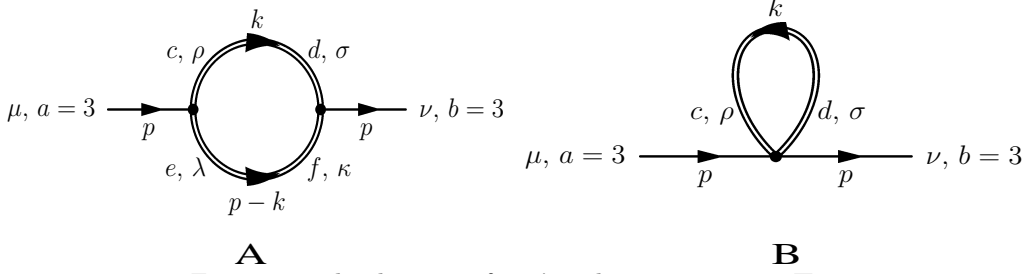 k
k
c, ρ
d, σ
μ, a = 3
p
p
ν, b = 3
c, ρ
d, σ
e, λ
f, κ
μ, a = 3
p
p
ν, b = 3
p − k
A
B